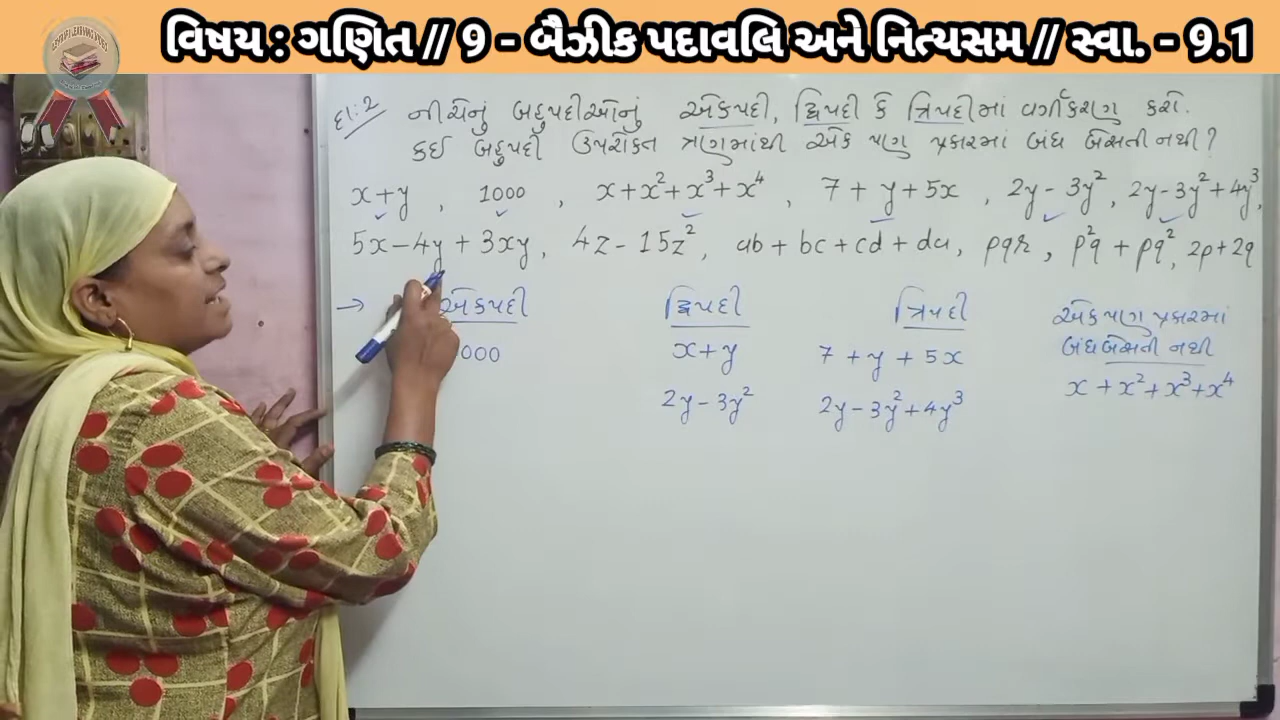 વિષય : ગણિત // 9 - બૈઝીક પદાવલિ અને નિત્યસમ // સ્વા. - 9.1
દા:2 નીચેનું બહુપદીઓનું એકપદી, દ્વિપદી કે ત્રિપદીમાં વર્ગીકરણ કરો.
કઇ બહુપદી ઉપરોકત ત્રણમાંથી એક પણ પ્રકારમાં બંધ બેસતી નથી ?
x + y , 1000 , x + x² + x³ + x⁴ , 7 + y + 5x , 2y - 3y² , 2y - 3y² + 4y³ ,
5x - 4y + 3xy , 4z - 15z² , ab + bc + cd + da , pqr , p²q + pq² , 2p + 2q
→ એકપદી દ્વિપદી ત્રિપદી એકપણ પ્રકારમાં
બંધબેસતી નથી
000 x + y 7 + y + 5x
x + x² + x³ + x⁴
2y - 3y² 2y - 3y² + 4y³